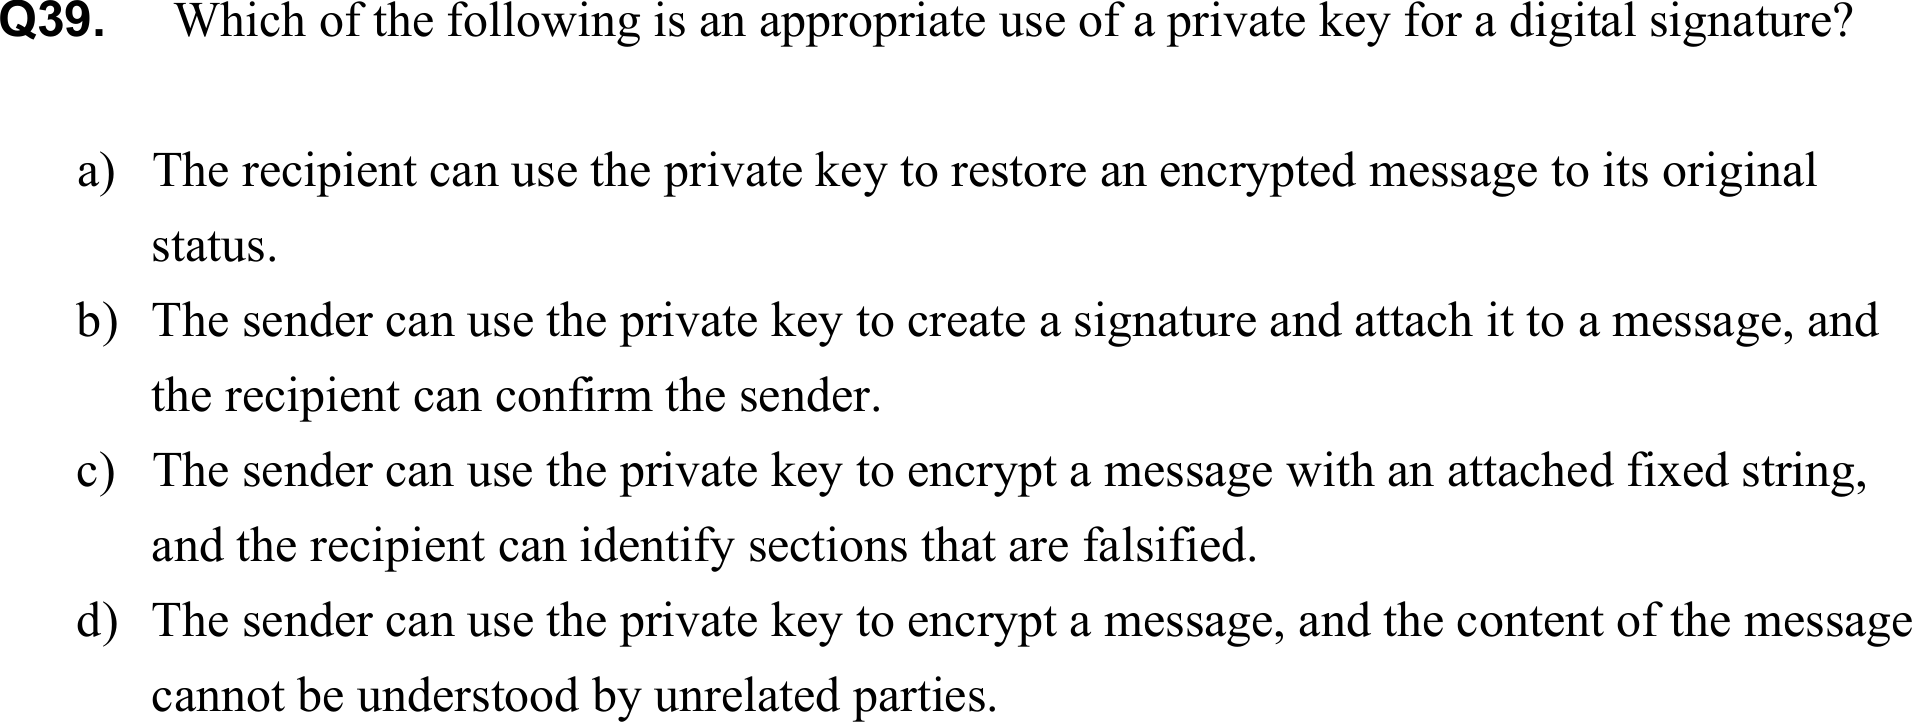 Q39. Which of the following is an appropriate use of a private key for a digital signature?
a) The recipient can use the private key to restore an encrypted message to its original
status.
b) The sender can use the private key to create a signature and attach it to a message, and
the recipient can confirm the sender.
c) The sender can use the private key to encrypt a message with an attached fixed string,
and the recipient can identify sections that are falsified.
d) The sender can use the private key to encrypt a message, and the content of the message
cannot be understood by unrelated parties.